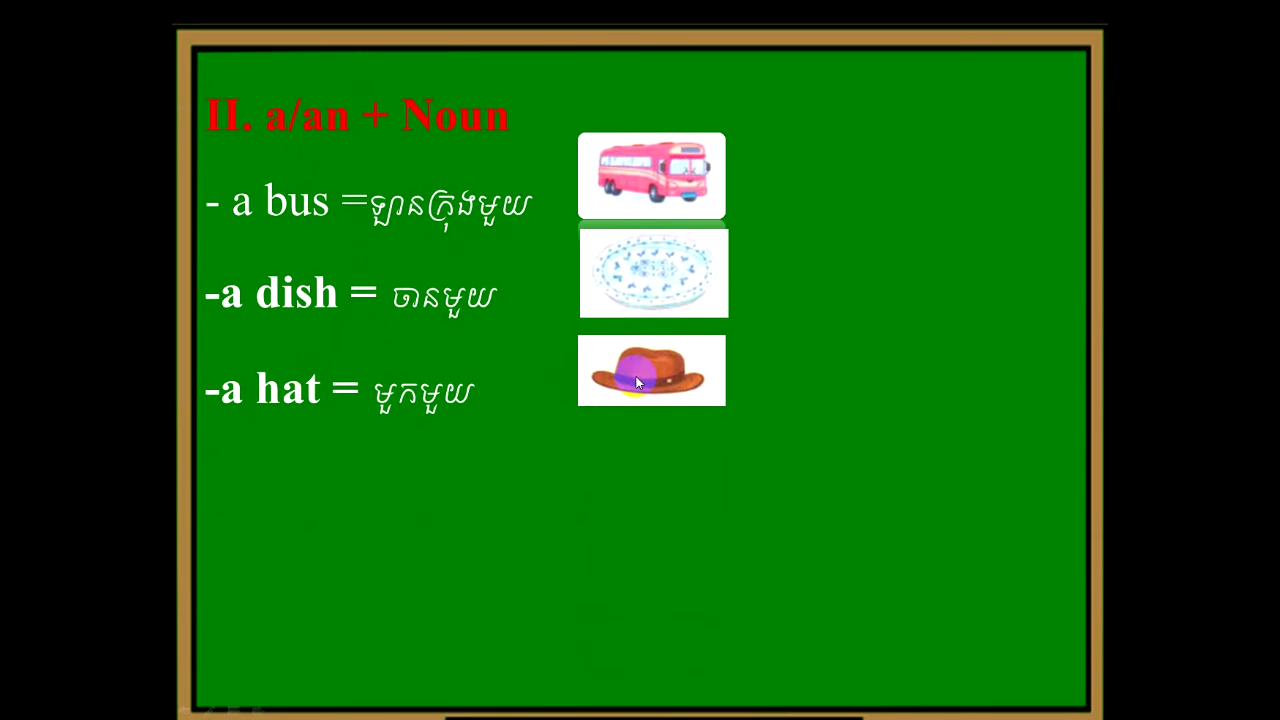 II. a/an + Noun
- a bus =ឡានក្រុងមួយ
-a dish = ចានមួយ
-a hat = មួកមួយ